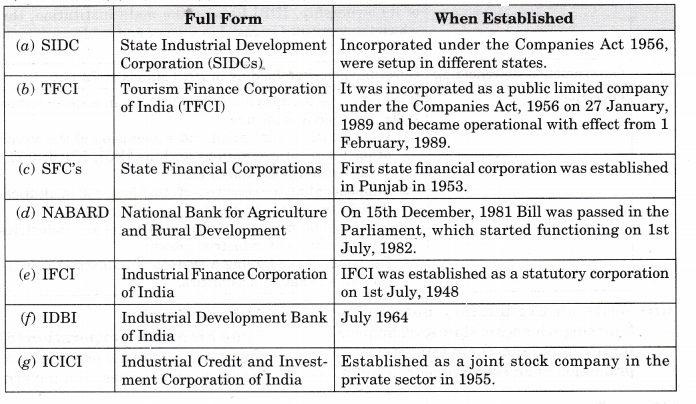 Full Form When Established
(a) SIDC State Industrial Development Incorporated under the Companies Act 1956,
Corporation (SIDCs) were setup in different states.
(b) TFCI Tourism Finance Corporation It was incorporated as a public limited company
of India (TFCI) under the Companies Act, 1956 on 27 January,
1989 and became operational with effect from 1
February, 1989.
(c) SFC's State Financial Corporations First state financial corporation was established
in Punjab in 1953.
(d) NABARD National Bank for Agriculture On 15th December, 1981 Bill was passed in the
and Rural Development Parliament, which started functioning on 1st
July, 1982.
(e) IFCI Industrial Finance Corporation IFCI was established as a statutory corporation
of India on 1st July, 1948
(f) IDBI Industrial Development Bank July 1964
of India
(g) ICICI Industrial Credit and Invest- Established as a joint stock company in the
ment Corporation of India private sector in 1955.